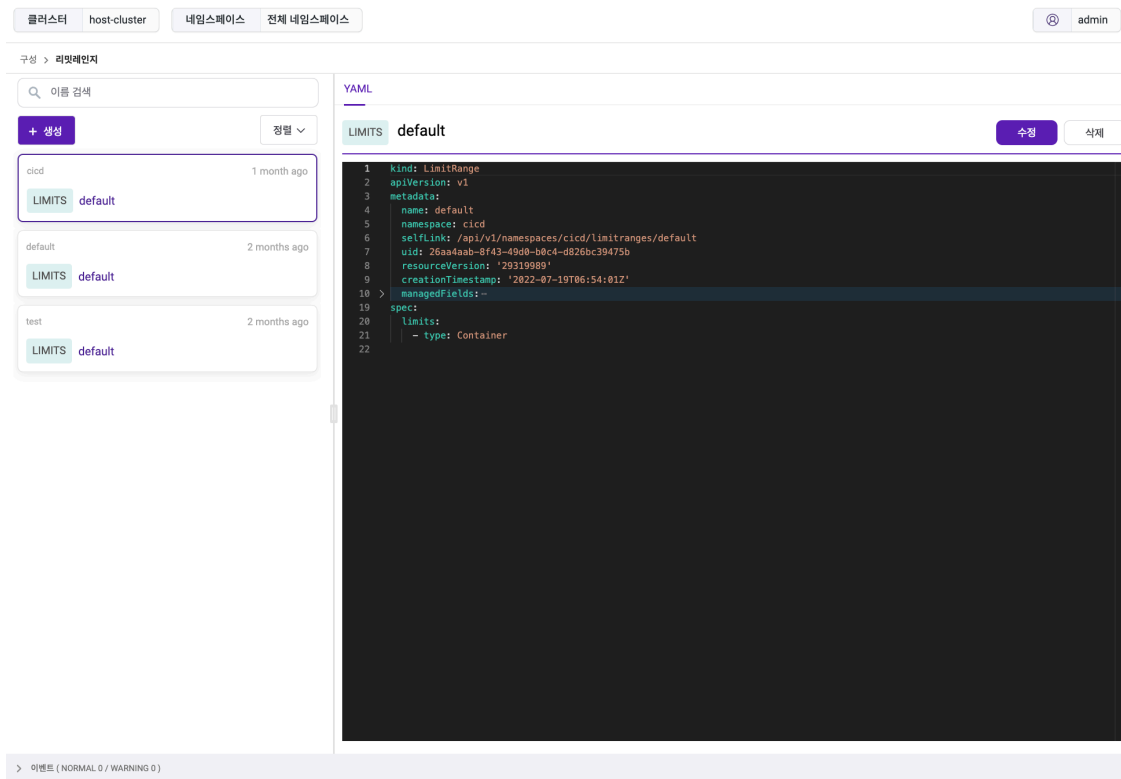 클러스터 host-cluster 네임스페이스 전체 네임스페이스 admin
구성 > 리밋레인지
이름 검색
+ 생성 정렬
cicd 1 month ago
LIMITS default
default 2 months ago
LIMITS default
test 2 months ago
LIMITS default
YAML
LIMITS default 수정 삭제
1 kind: LimitRange
2 apiVersion: v1
3 metadata:
4 name: default
5 namespace: cicd
6 selfLink: /api/v1/namespaces/cicd/limitranges/default
7 uid: 26aa4aab-8f43-49d0-b0c4-d826bc39475b
8 resourceVersion: '29319989'
9 creationTimestamp: '2022-07-19T06:54:01Z'
10 > managedFields:⋯
19 spec:
20 limits:
21 - type: Container
22
> 이벤트 ( NORMAL 0 / WARNING 0 )